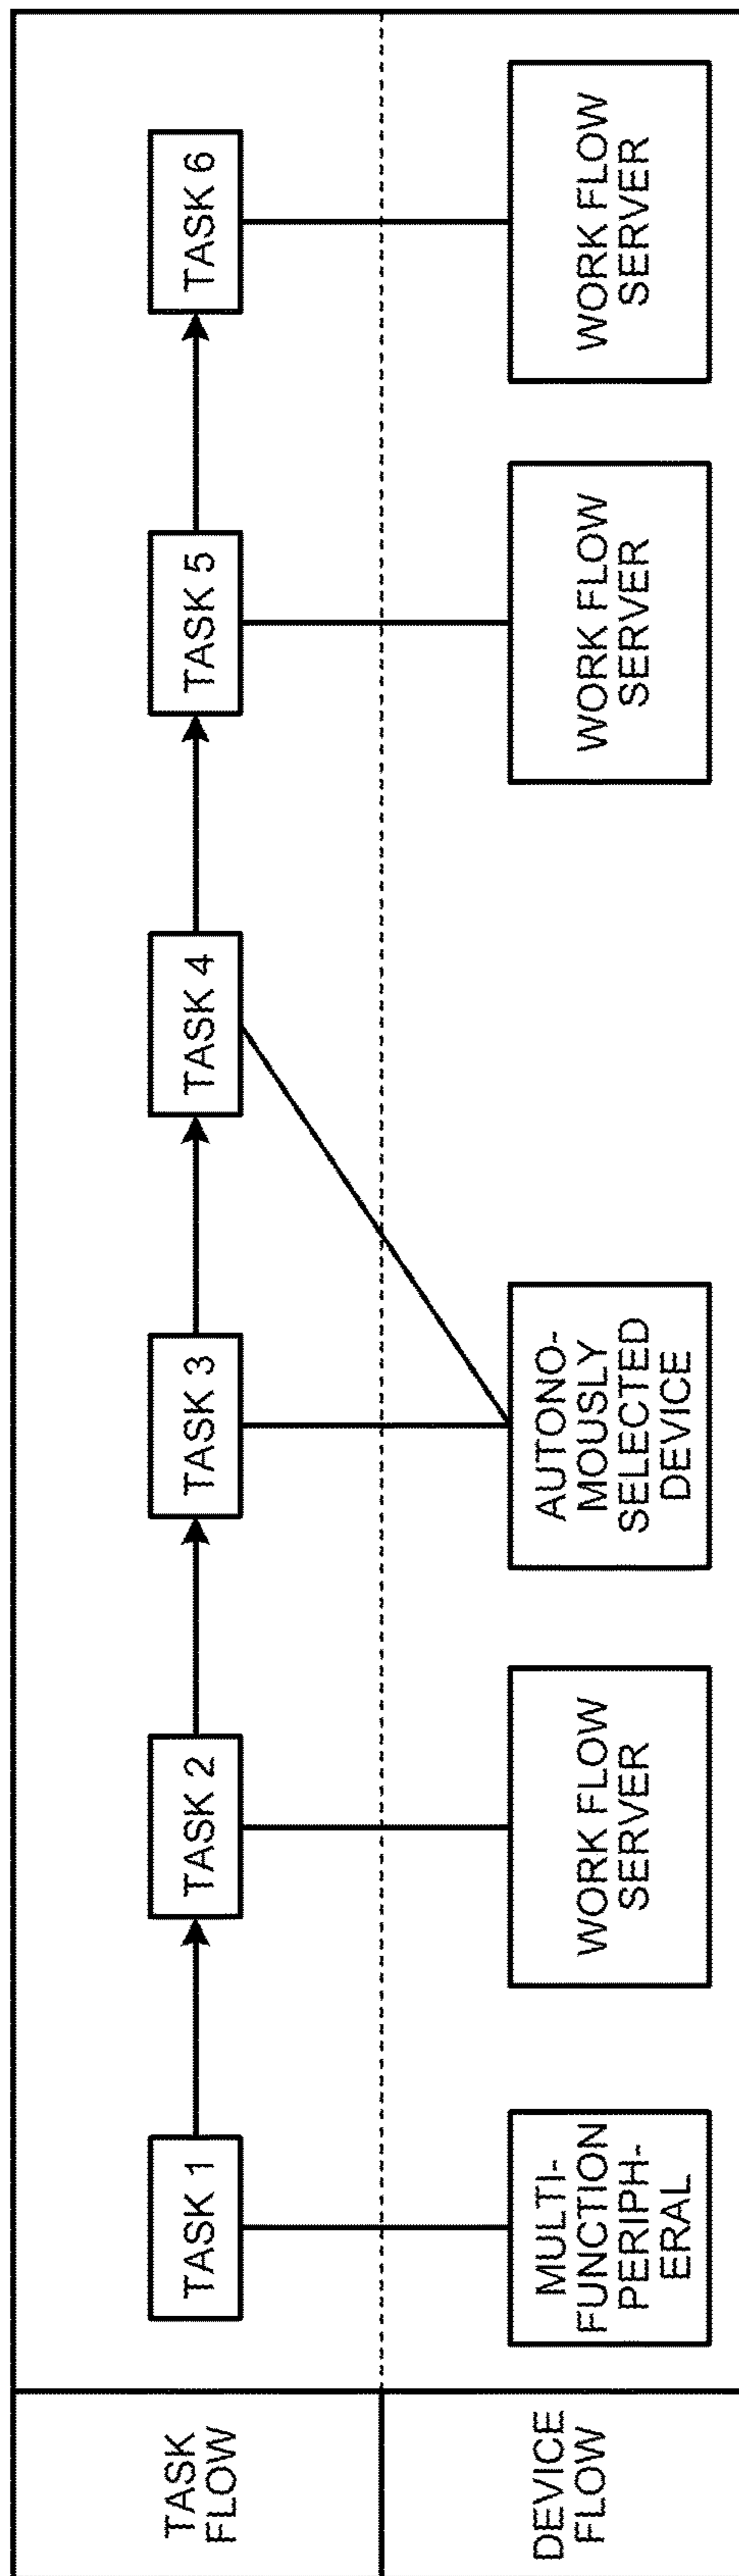 TASK
FLOW
TASK 1
TASK 2
TASK 3
TASK 4
TASK 5
TASK 6
DEVICE
FLOW
MULTI-
FUNCTION
PERIPH-
ERAL
WORK FLOW
SERVER
AUTONO-
MOUSLY
SELECTED
DEVICE
WORK FLOW
SERVER
WORK FLOW
SERVER